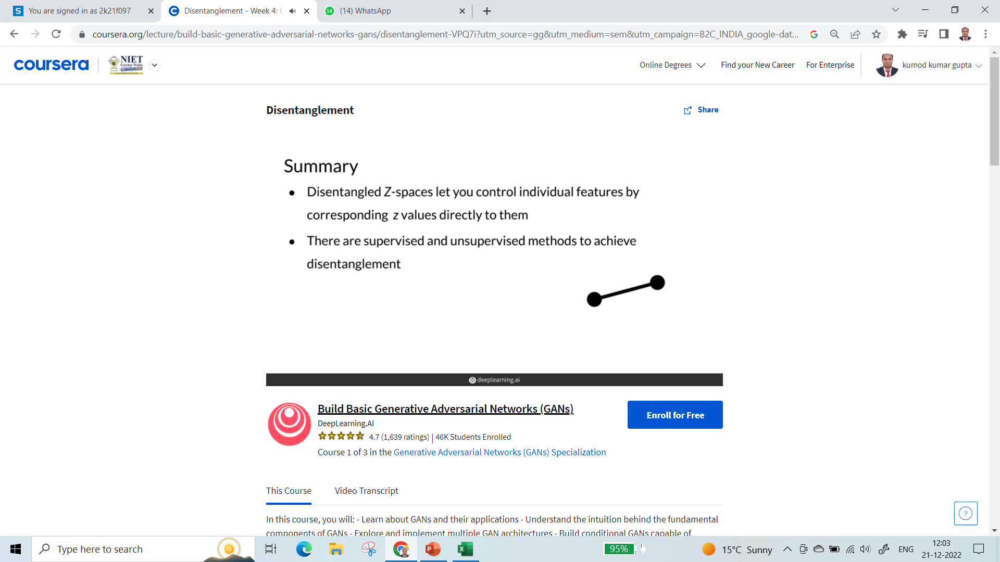 You are signed in as 2k21f097
Disentanglement - Week 4: C
14
(14) WhatsApp
coursera.org/lecture/build-basic-generative-adversarial-networks-gans/disentanglement-VPQ7i?utm_source=gg&utm_medium=sem&utm_campaign=B2C_INDIA_google-dat...
coursera
NIET
Greater Noida
Online Degrees
Find your New Career
For Enterprise
kumod kumar gupta
Disentanglement
Share
Summary
• Disentangled Z-spaces let you control individual features by
corresponding z values directly to them
• There are supervised and unsupervised methods to achieve
disentanglement
deeplearning.ai
Build Basic Generative Adversarial Networks (GANs)
DeepLearning.AI
4.7 (1,639 ratings) | 46K Students Enrolled
Course 1 of 3 in the Generative Adversarial Networks (GANs) Specialization
Enroll for Free
This Course
Video Transcript
In this course, you will: - Learn about GANs and their applications - Understand the intuition behind the fundamental
components of GANs - Explore and implement multiple GAN architectures - Build conditional GANs capable of
Type here to search
95%
15°C Sunny
ENG
12:03
21-12-2022